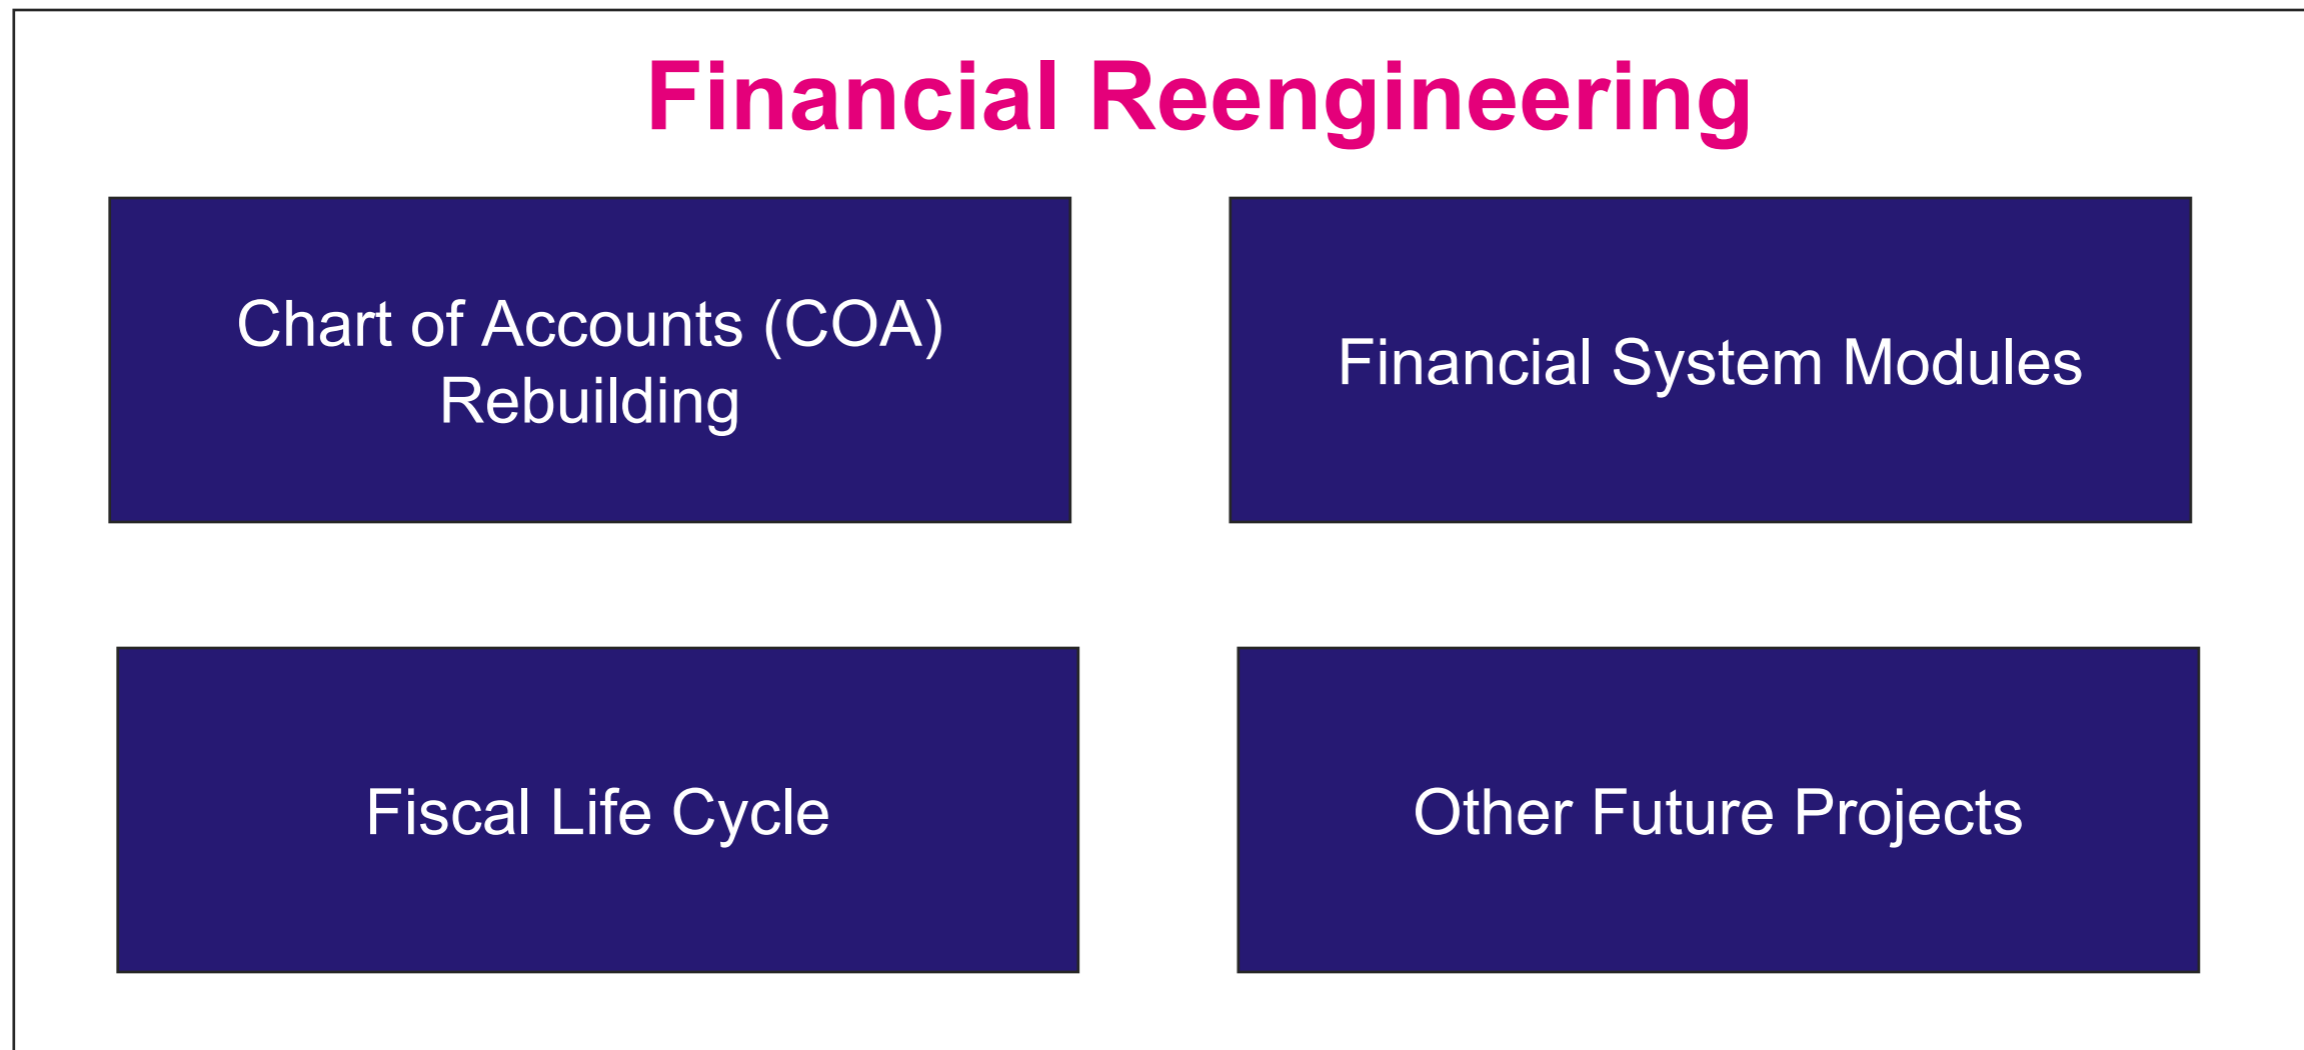 Financial Reengineering
Chart of Accounts (COA)
Rebuilding
Financial System Modules
Fiscal Life Cycle
Other Future Projects